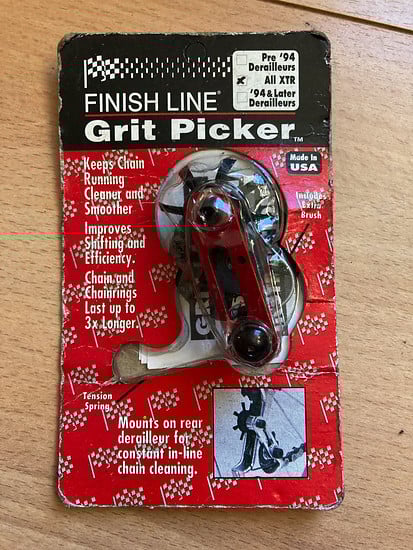 Pre '94
Derailleurs
All XTR
'94 & Later
Derailleurs
FINISH LINE®
Grit Picker™
Made In
USA
Keeps Chain
Running
Cleaner and
Smoother
Improves
Shifting and
Efficiency.
Chain and
Chainrings
Last up to
3x Longer.
Includes
Extra
Brush
Tension
Spring
Mounts on rear
derailleur for
constant in-line
chain cleaning.